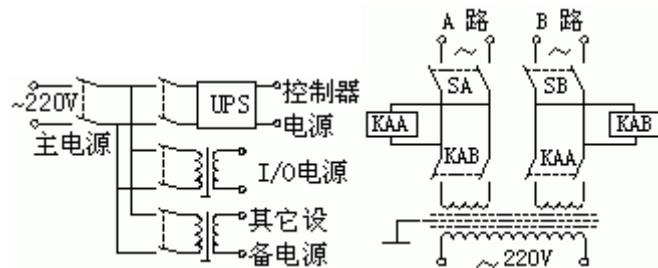 ~220V
主电源
UPS
控制器
电源
I/O电源
其它设
备电源
A 路
B 路
~
~
SA
SB
KAA
KAB
KAB
KAA
~220V